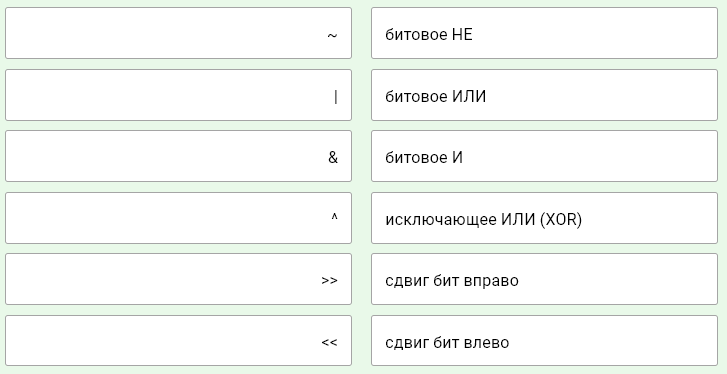 ~ битовое НЕ
| битовое ИЛИ
& битовое И
^ исключающее ИЛИ (XOR)
>> сдвиг бит вправо
<< сдвиг бит влево